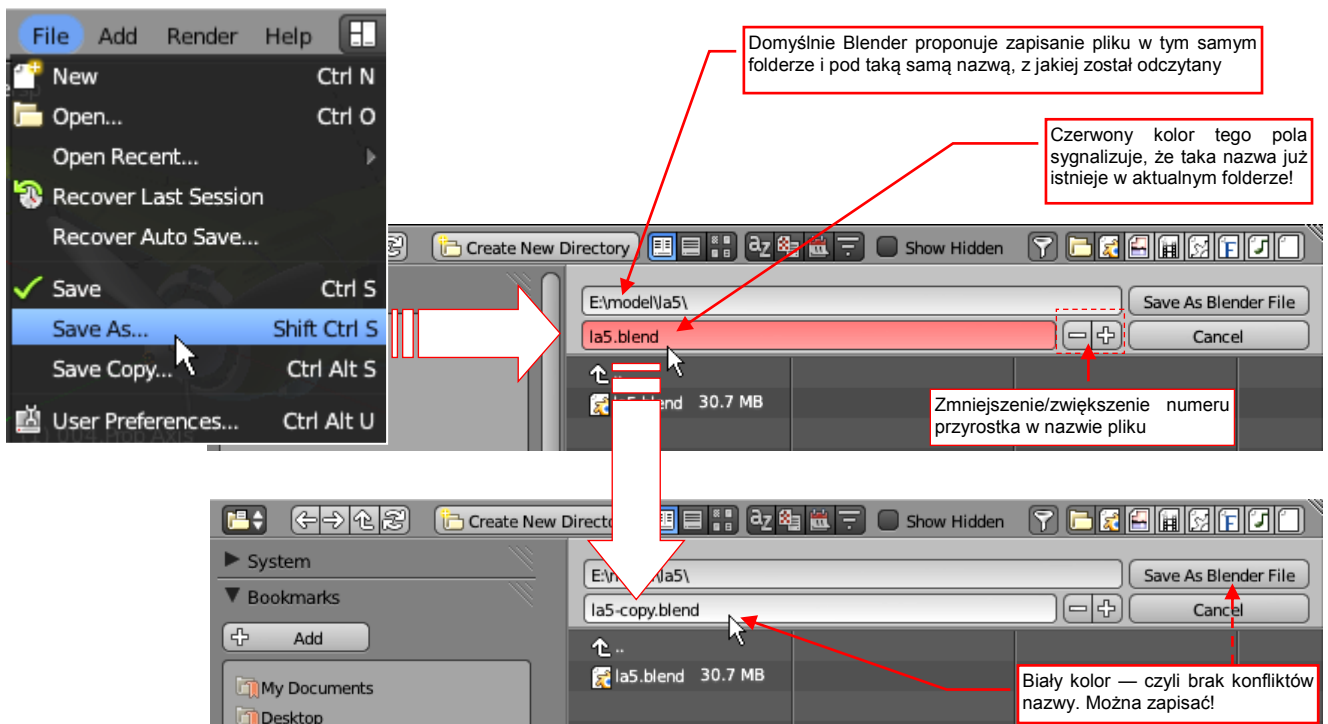 File Add Render Help
New Ctrl N
Open... Ctrl O
Open Recent...
Recover Last Session
Recover Auto Save...
Save Ctrl S
Save As... Shift Ctrl S
Save Copy... Ctrl Alt S
User Preferences... Ctrl Alt U
Domyślnie Blender proponuje zapisanie pliku w tym samym
folderze i pod taką samą nazwą, z jakiej został odczytany
Czerwony kolor tego pola
sygnalizuje, że taka nazwa już
istnieje w aktualnym folderze!
Create New Directory Show Hidden
E:\model\la5\ Save As Blender File
la5.blend Cancel
..
30.7 MB
Zmniejszenie/zwiększenie numeru
przyrostka w nazwie pliku
Create New Show Hidden
System
Bookmarks
Add
My Documents
Desktop
Save As Blender File
la5-copy.blend Cancel
..
la5.blend 30.7 MB
Biały kolor — czyli brak konfliktów
nazwy. Można zapisać!